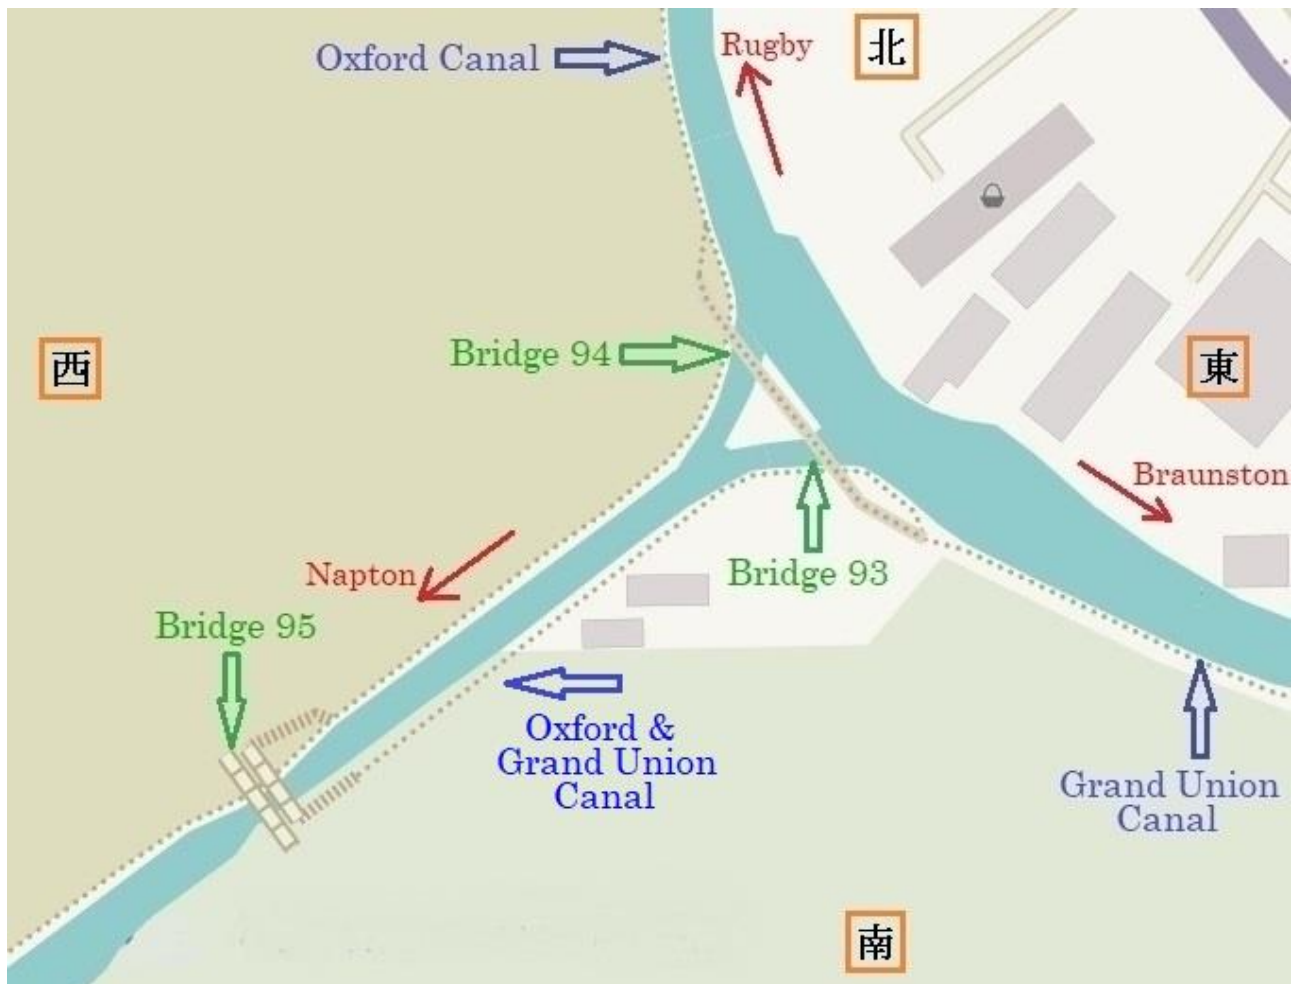 北
Rugby
Oxford Canal
Bridge 94
西
東
Braunston
Napton
Bridge 93
Bridge 95
Oxford &
Grand Union
Canal
Grand Union
Canal
南